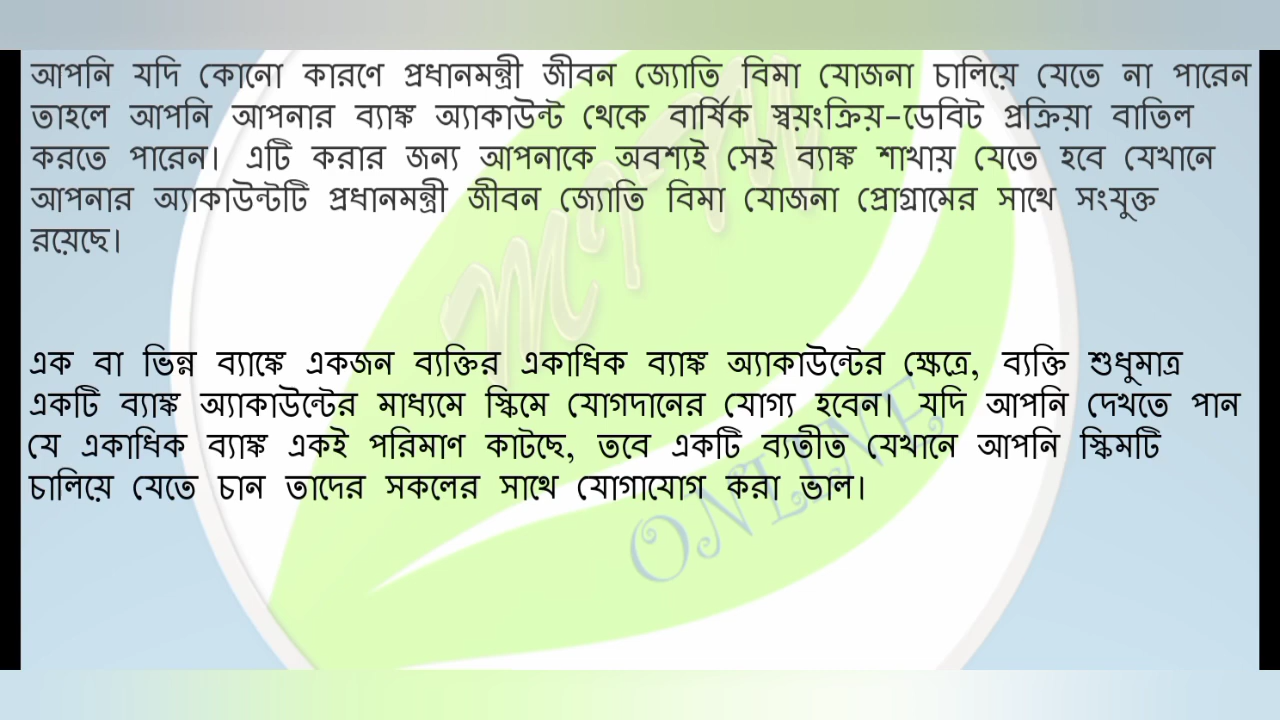 আপনি যদি কোনো কারণে প্রধানমন্ত্রী জীবন জ্যোতি বিমা যোজনা চালিয়ে যেতে না পারেন
তাহলে আপনি আপনার ব্যাঙ্ক অ্যাকাউন্ট থেকে বার্ষিক স্বয়ংক্রিয়-ডেবিট প্রক্রিয়া বাতিল
করতে পারেন। এটি করার জন্য আপনাকে অবশ্যই সেই ব্যাঙ্ক শাখায় যেতে হবে যেখানে
আপনার অ্যাকাউন্টটি প্রধানমন্ত্রী জীবন জ্যোতি বিমা যোজনা প্রোগ্রামের সাথে সংযুক্ত
রয়েছে।
এক বা ভিন্ন ব্যাঙ্কে একজন ব্যক্তির একাধিক ব্যাঙ্ক অ্যাকাউন্টের ক্ষেত্রে, ব্যক্তি শুধুমাত্র
একটি ব্যাঙ্ক অ্যাকাউন্টের মাধ্যমে স্কিমে যোগদানের যোগ্য হবেন। যদি আপনি দেখতে পান
যে একাধিক ব্যাঙ্ক একই পরিমাণ কাটছে, তবে একটি ব্যতীত যেখানে আপনি স্কিমটি
চালিয়ে যেতে চান তাদের সকলের সাথে যোগাযোগ করা ভাল।
ONLINE